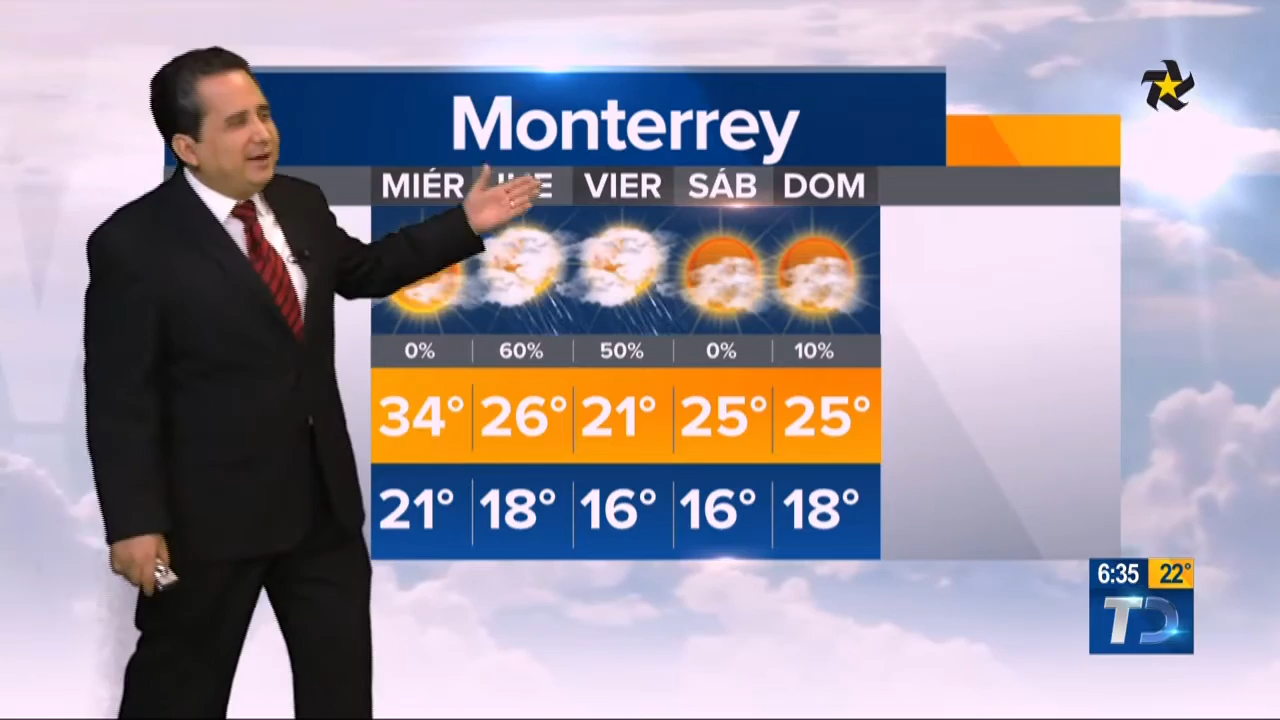 Monterrey
MIÉR VIER SÁB DOM
0% 60% 50% 0% 10%
34° 26° 21° 25° 25°
21° 18° 16° 16° 18°
6:35 22°
TD